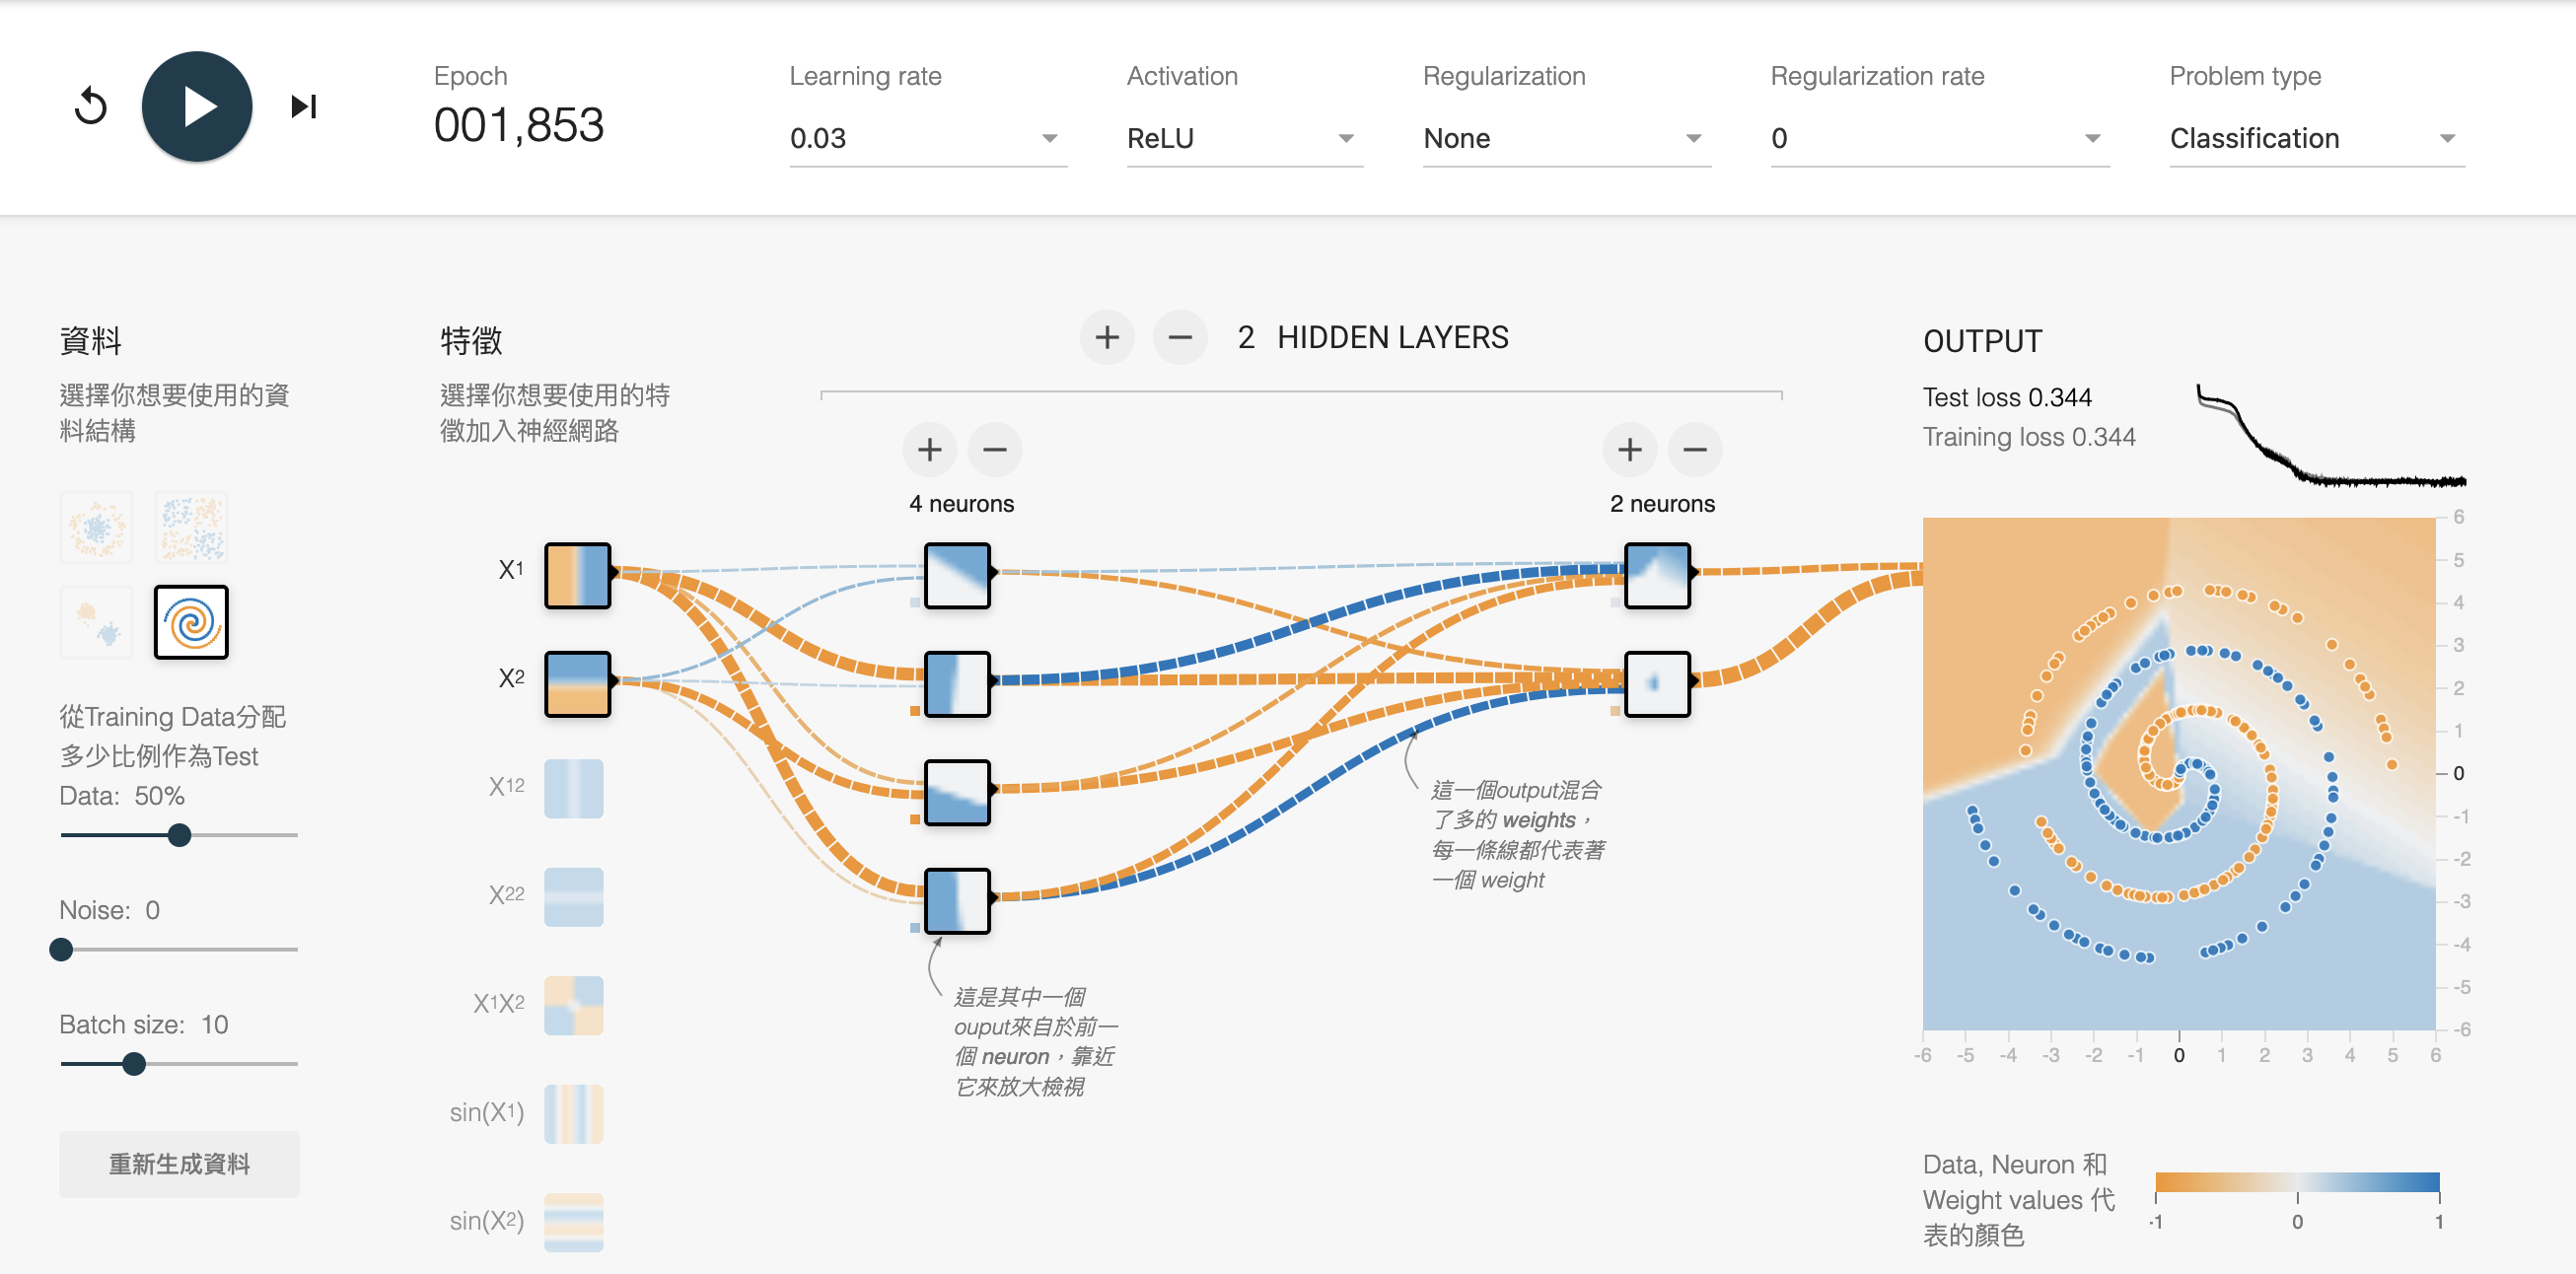 Epoch
001,853
Learning rate
0.03
Activation
ReLU
Regularization
None
Regularization rate
0
Problem type
Classification
資料
選擇你想要使用的資
料結構
從Training Data分配
多少比例作為Test
Data: 50%
Noise: 0
Batch size: 10
重新生成資料
特徵
選擇你想要使用的特
徵加入神經網路
X1
X2
X12
X22
X1X2
sin(X1)
sin(X2)
2 HIDDEN LAYERS
4 neurons
2 neurons
這是其中一個
ouput來自於前一
個 neuron,靠近
它來放大檢視
這一個output混合
了多的 weights,
每一條線都代表著
一個 weight
OUTPUT
Test loss 0.344
Training loss 0.344
6
5
4
3
2
1
0
-1
-2
-3
-4
-5
-6
-6 -5 -4 -3 -2 -1 0 1 2 3 4 5 6
Data, Neuron 和
Weight values 代
表的顏色
-1 0 1